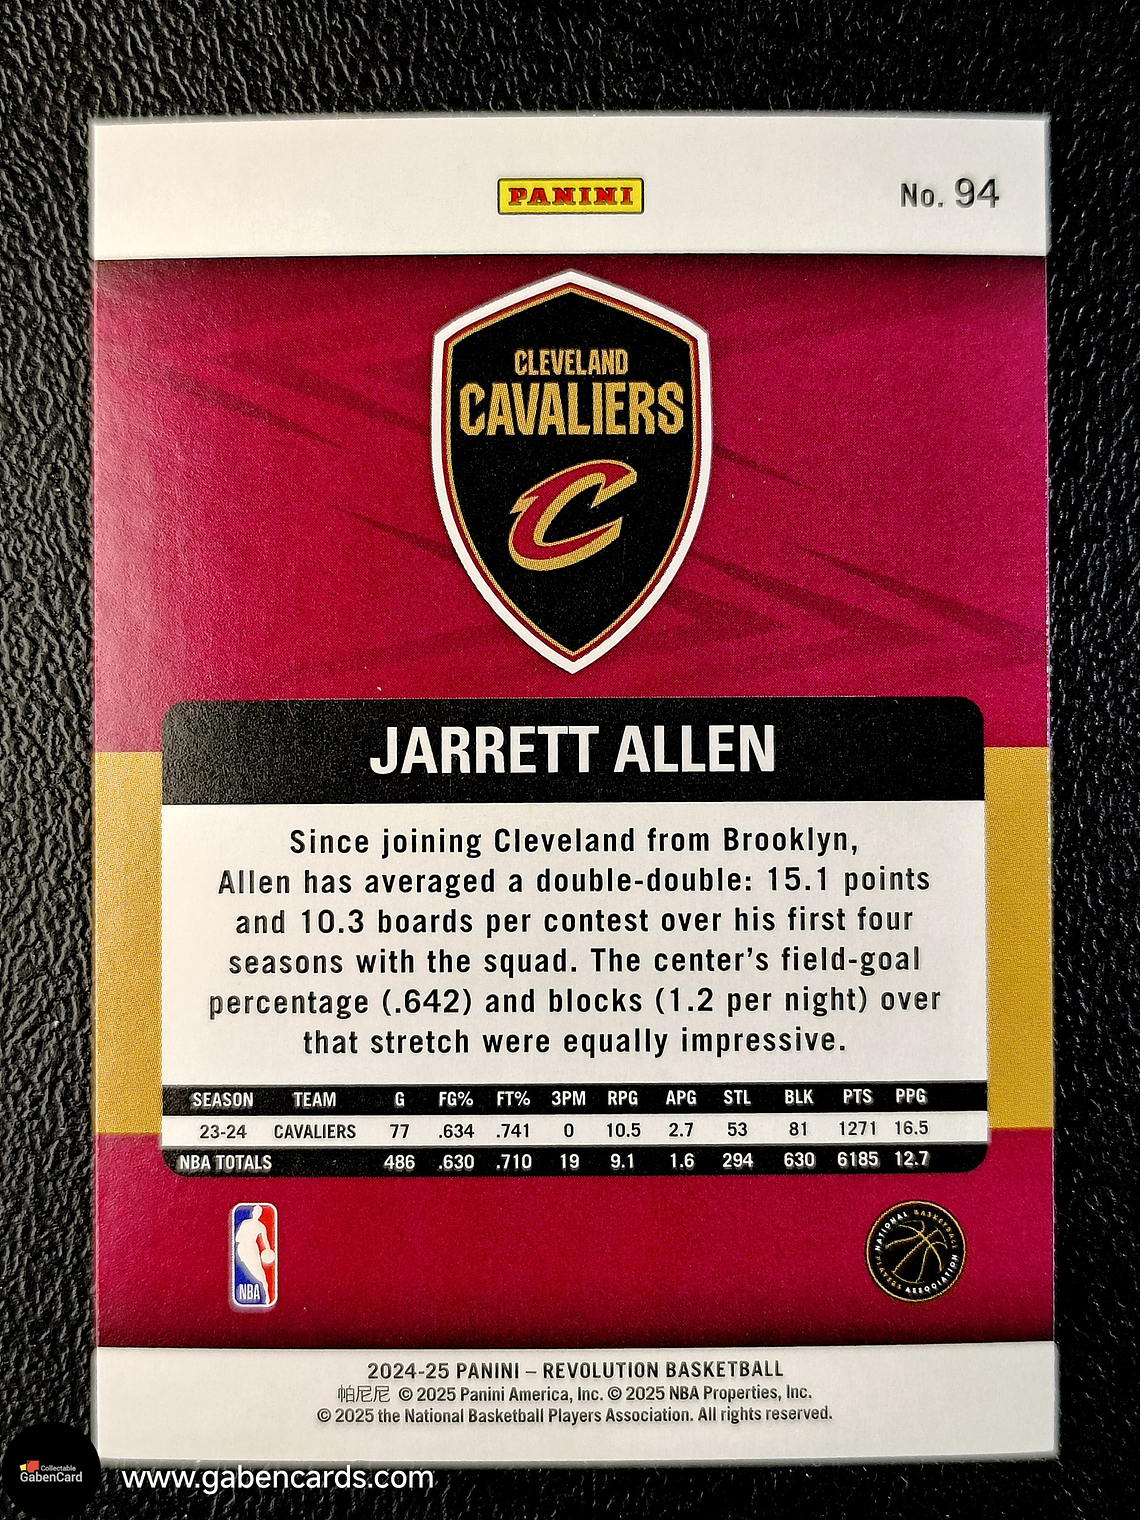 PANINI
No. 94
CLEVELAND
CAVALIERS
C
JARRETT ALLEN
Since joining Cleveland from Brooklyn,
Allen has averaged a double-double: 15.1 points
and 10.3 boards per contest over his first four
seasons with the squad. The center's field-goal
percentage (.642) and blocks (1.2 per night) over
that stretch were equally impressive.
SEASON TEAM G FG% FT% 3PM RPG APG STL BLK PTS PPG
23-24 CAVALIERS 77 .634 .741 0 10.5 2.7 53 81 1271 16.5
NBA TOTALS 486 .630 .710 19 9.1 1.6 294 630 6185 12.7
NBA
NATIONAL BASKETBALL PLAYERS ASSOCIATION
2024-25 PANINI – REVOLUTION BASKETBALL
帕尼尼 © 2025 Panini America, Inc. © 2025 NBA Properties, Inc.
© 2025 the National Basketball Players Association. All rights reserved.
Collectable
GabenCard
www.gabencards.com